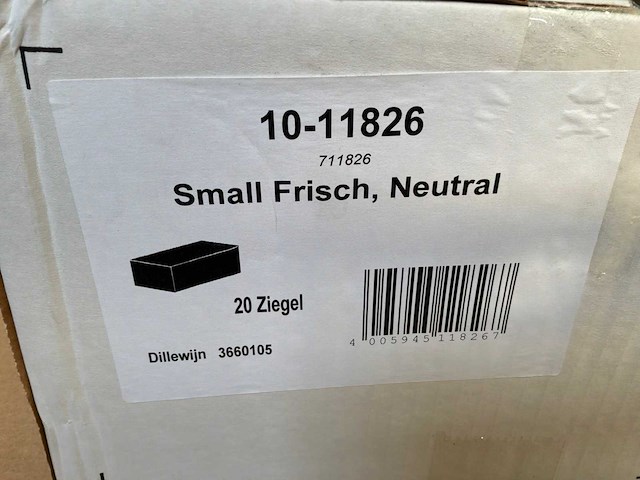 10-11826
711826
Small Frisch, Neutral
20 Ziegel
Dillewijn 3660105
4 005945 118267